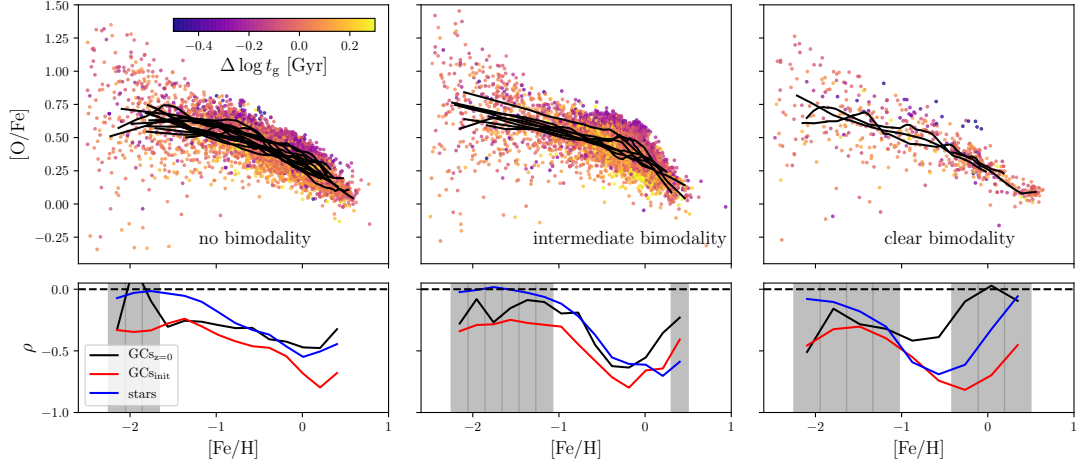 1.50
1.25
1.00
0.75
0.50
0.25
0.00
−0.25
[O/Fe]
−0.4 −0.2 0.0 0.2
Δ log t_g [Gyr]
no bimodality
intermediate bimodality
clear bimodality
0.0
−0.5
−1.0
ρ
GCs_z=0
GCs_init
stars
−2 −1 0 1
[Fe/H]
−2 −1 0 1
[Fe/H]
−2 −1 0 1
[Fe/H]